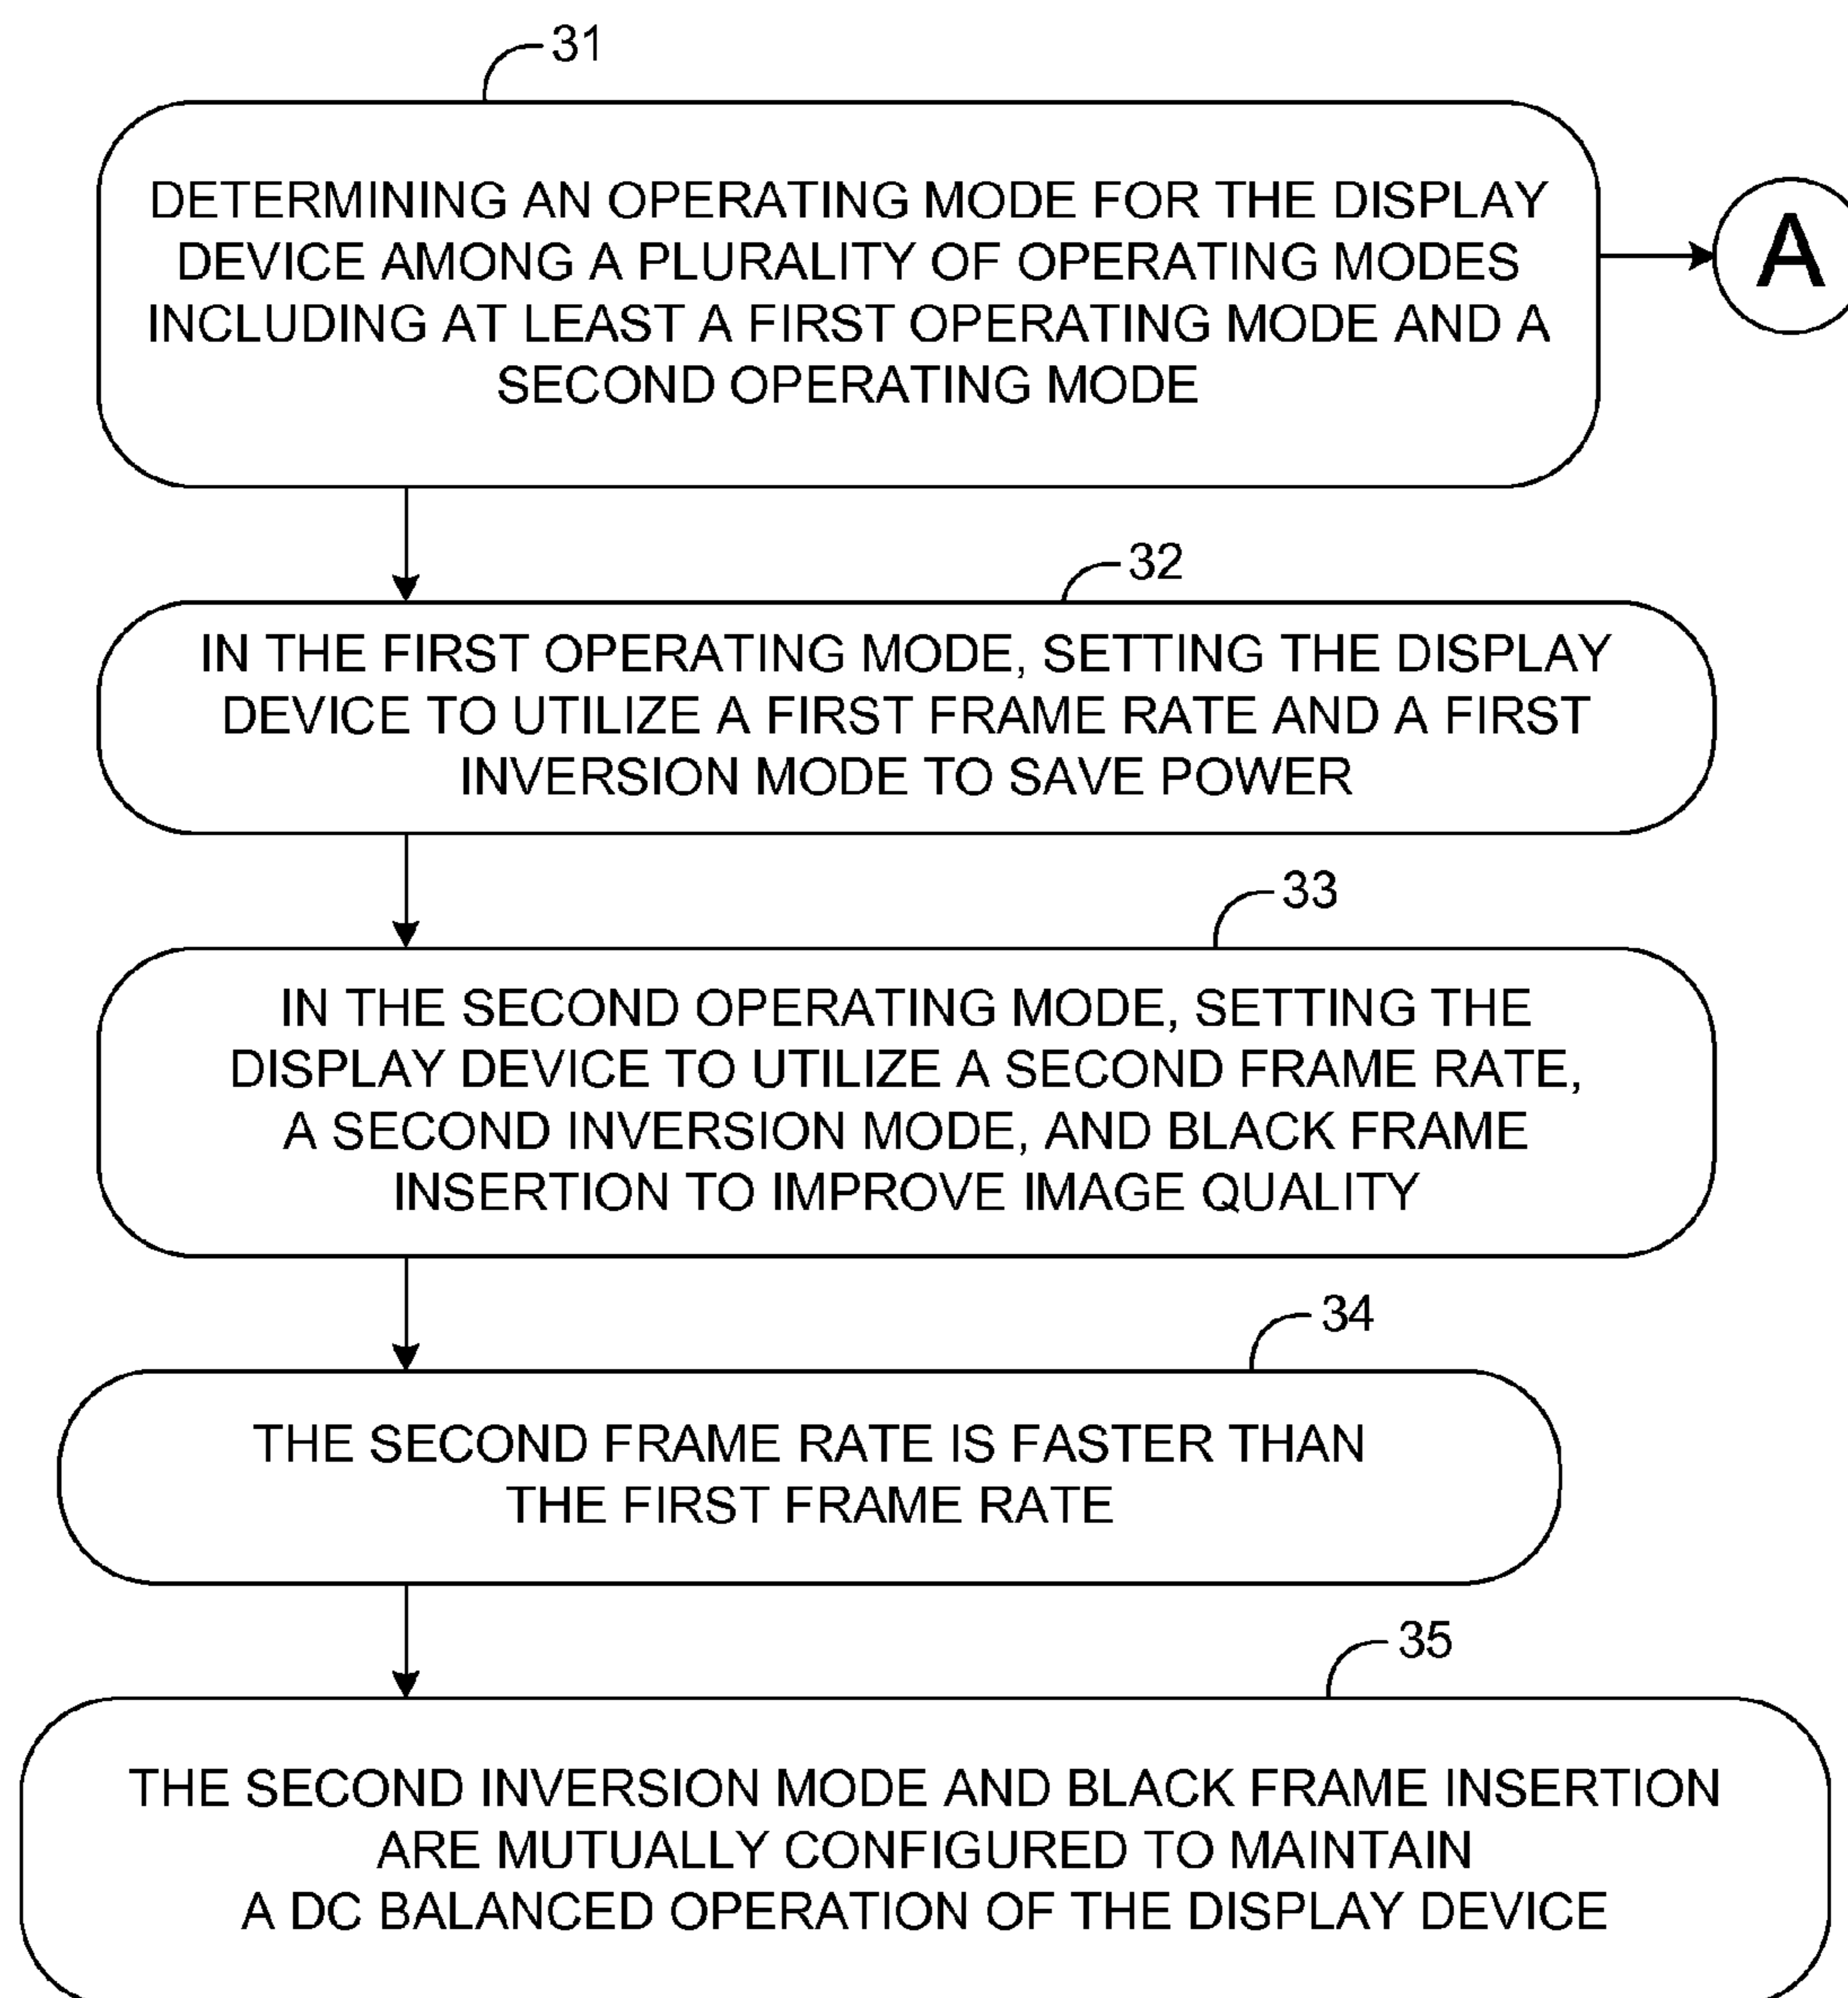 31
DETERMINING AN OPERATING MODE FOR THE DISPLAY
DEVICE AMONG A PLURALITY OF OPERATING MODES
INCLUDING AT LEAST A FIRST OPERATING MODE AND A
SECOND OPERATING MODE
A
32
IN THE FIRST OPERATING MODE, SETTING THE DISPLAY
DEVICE TO UTILIZE A FIRST FRAME RATE AND A FIRST
INVERSION MODE TO SAVE POWER
33
IN THE SECOND OPERATING MODE, SETTING THE
DISPLAY DEVICE TO UTILIZE A SECOND FRAME RATE,
A SECOND INVERSION MODE, AND BLACK FRAME
INSERTION TO IMPROVE IMAGE QUALITY
34
THE SECOND FRAME RATE IS FASTER THAN
THE FIRST FRAME RATE
35
THE SECOND INVERSION MODE AND BLACK FRAME INSERTION
ARE MUTUALLY CONFIGURED TO MAINTAIN
A DC BALANCED OPERATION OF THE DISPLAY DEVICE